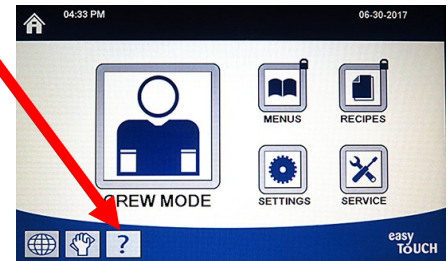 04:33 PM
06-30-2017
MENUS
RECIPES
CREW MODE
SETTINGS
SERVICE
?
easy
TOUCH